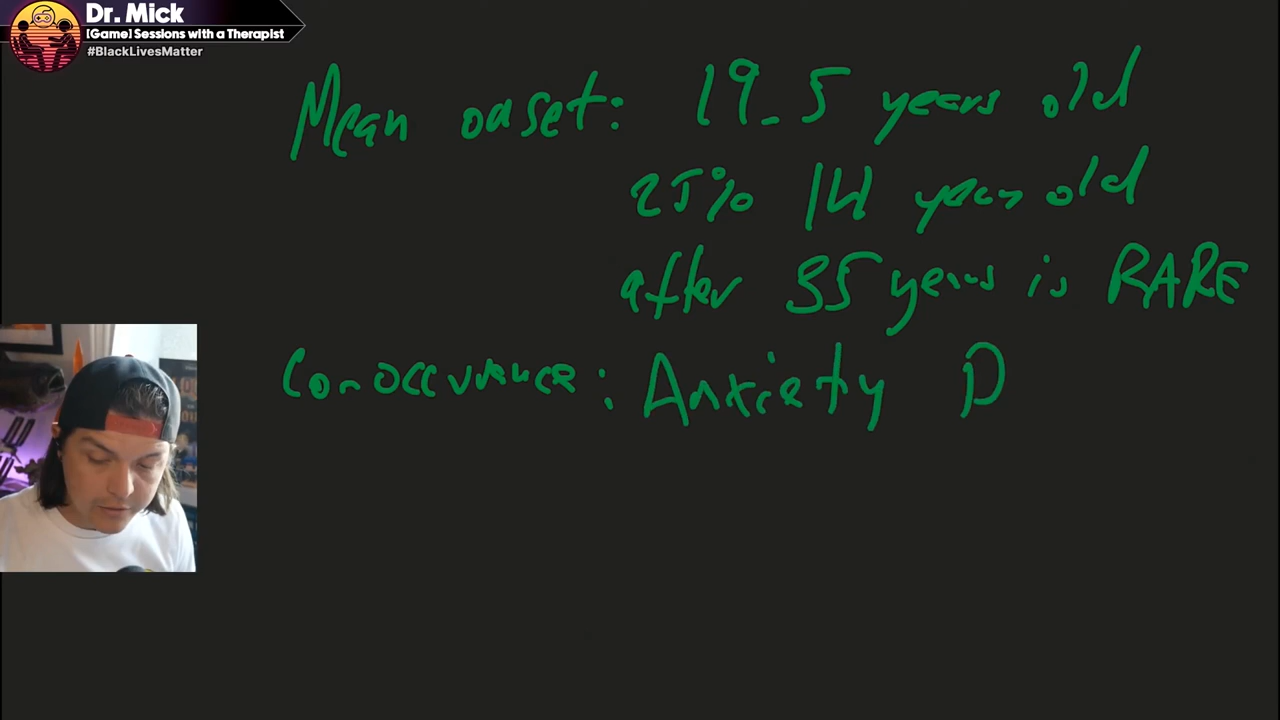 Dr. Mick
[Game] Sessions with a Therapist
#BlackLivesMatter
Mean onset: 19.5 years old
25% 14 years old
after 35 years is RARE
Co-occurrence: Anxiety D